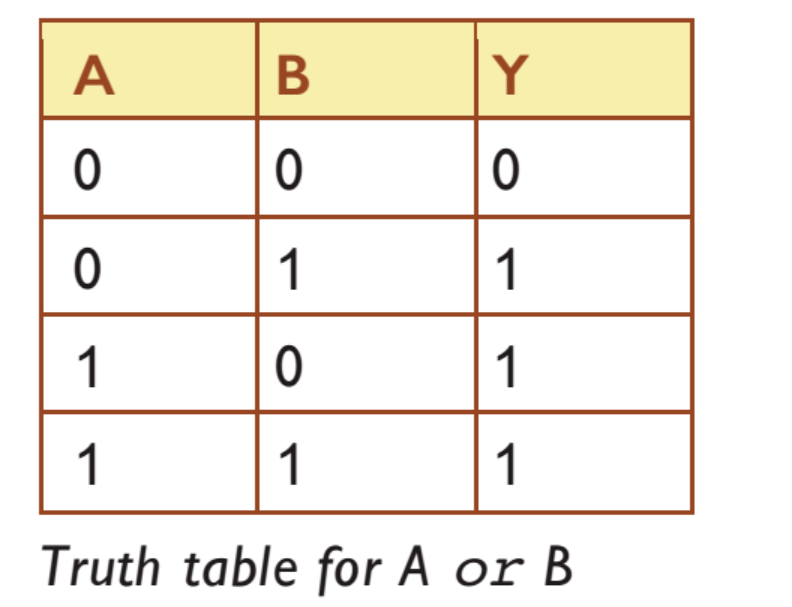 A B Y
0 0 0
0 1 1
1 0 1
1 1 1
Truth table for A or B